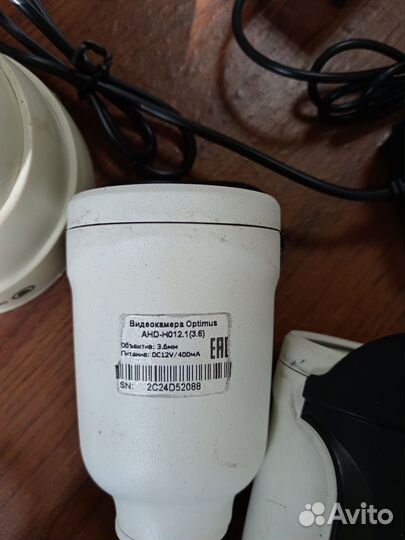 Видеокамера Optimus
AHD-H012.1(3.6)
Объектив: 3.6мм
Питание: DC12V/400мА
EAC
SN: 2C24D52088
Avito